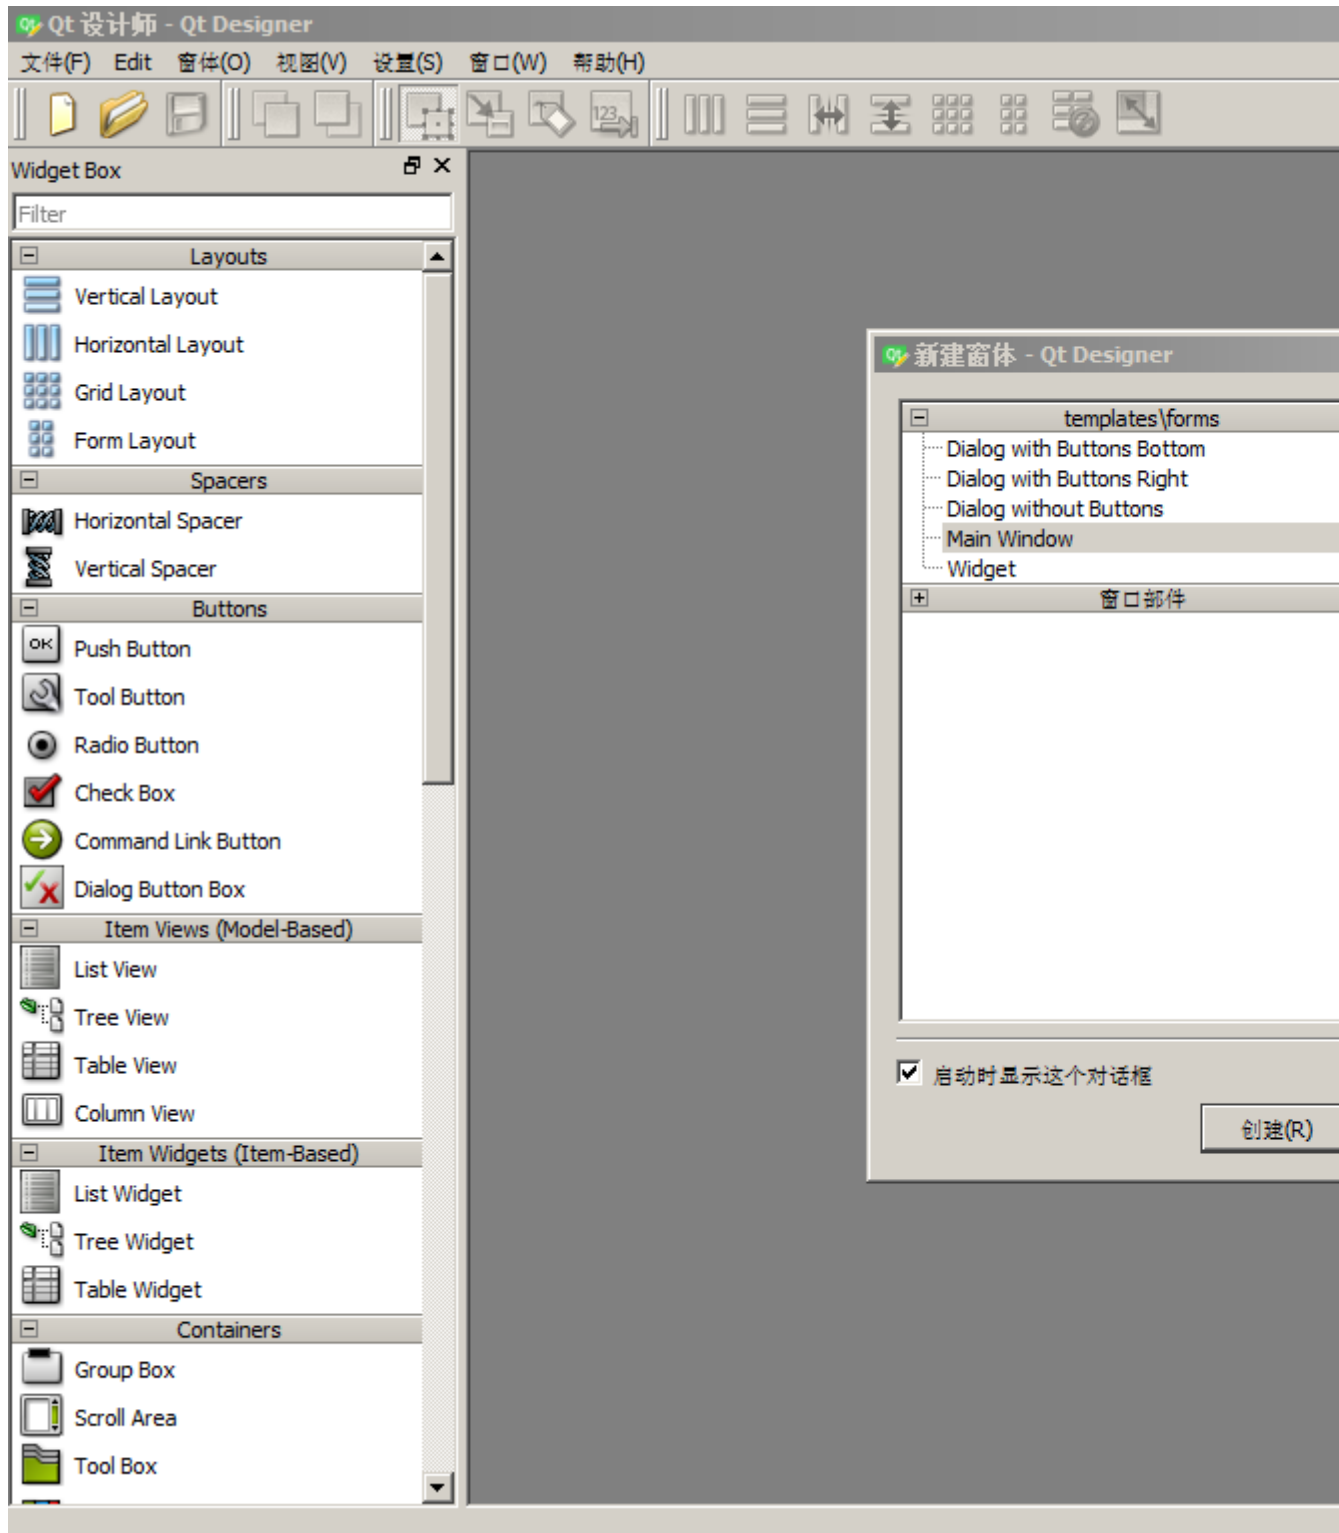 Qt 设计师 - Qt Designer
文件(F) Edit 窗体(O) 视图(V) 设置(S) 窗口(W) 帮助(H)
123
Widget Box
Filter
Layouts
Vertical Layout
Horizontal Layout
Grid Layout
Form Layout
Spacers
Horizontal Spacer
Vertical Spacer
Buttons
OK Push Button
Tool Button
Radio Button
Check Box
Command Link Button
Dialog Button Box
Item Views (Model-Based)
List View
Tree View
Table View
Column View
Item Widgets (Item-Based)
List Widget
Tree Widget
Table Widget
Containers
Group Box
Scroll Area
Tool Box
Qt 新建窗体 - Qt Designer
templates\forms
Dialog with Buttons Bottom
Dialog with Buttons Right
Dialog without Buttons
Main Window
Widget
窗口部件
启动时显示这个对话框
创建(R)